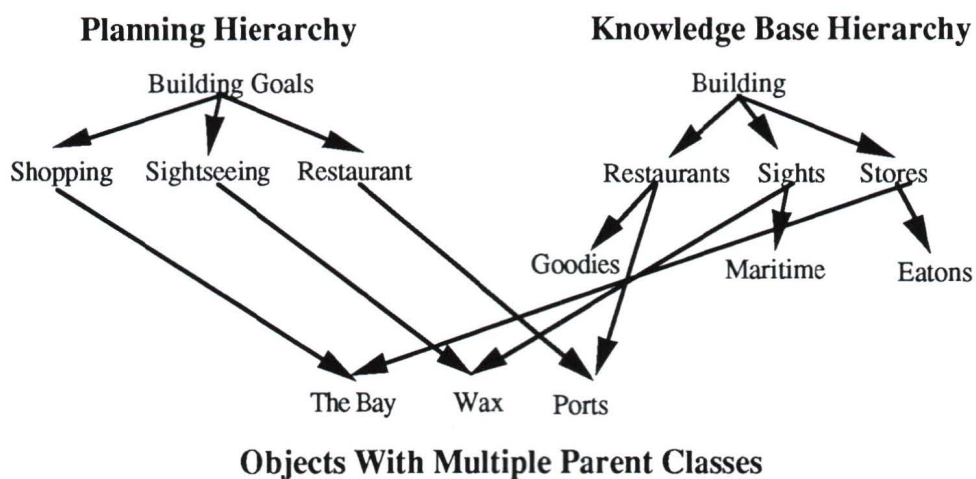 Planning Hierarchy
Knowledge Base Hierarchy
Building Goals
Building
Shopping
Sightseeing
Restaurant
Restaurants
Sights
Stores
Goodies
Maritime
Eatons
The Bay
Wax
Ports
Objects With Multiple Parent Classes